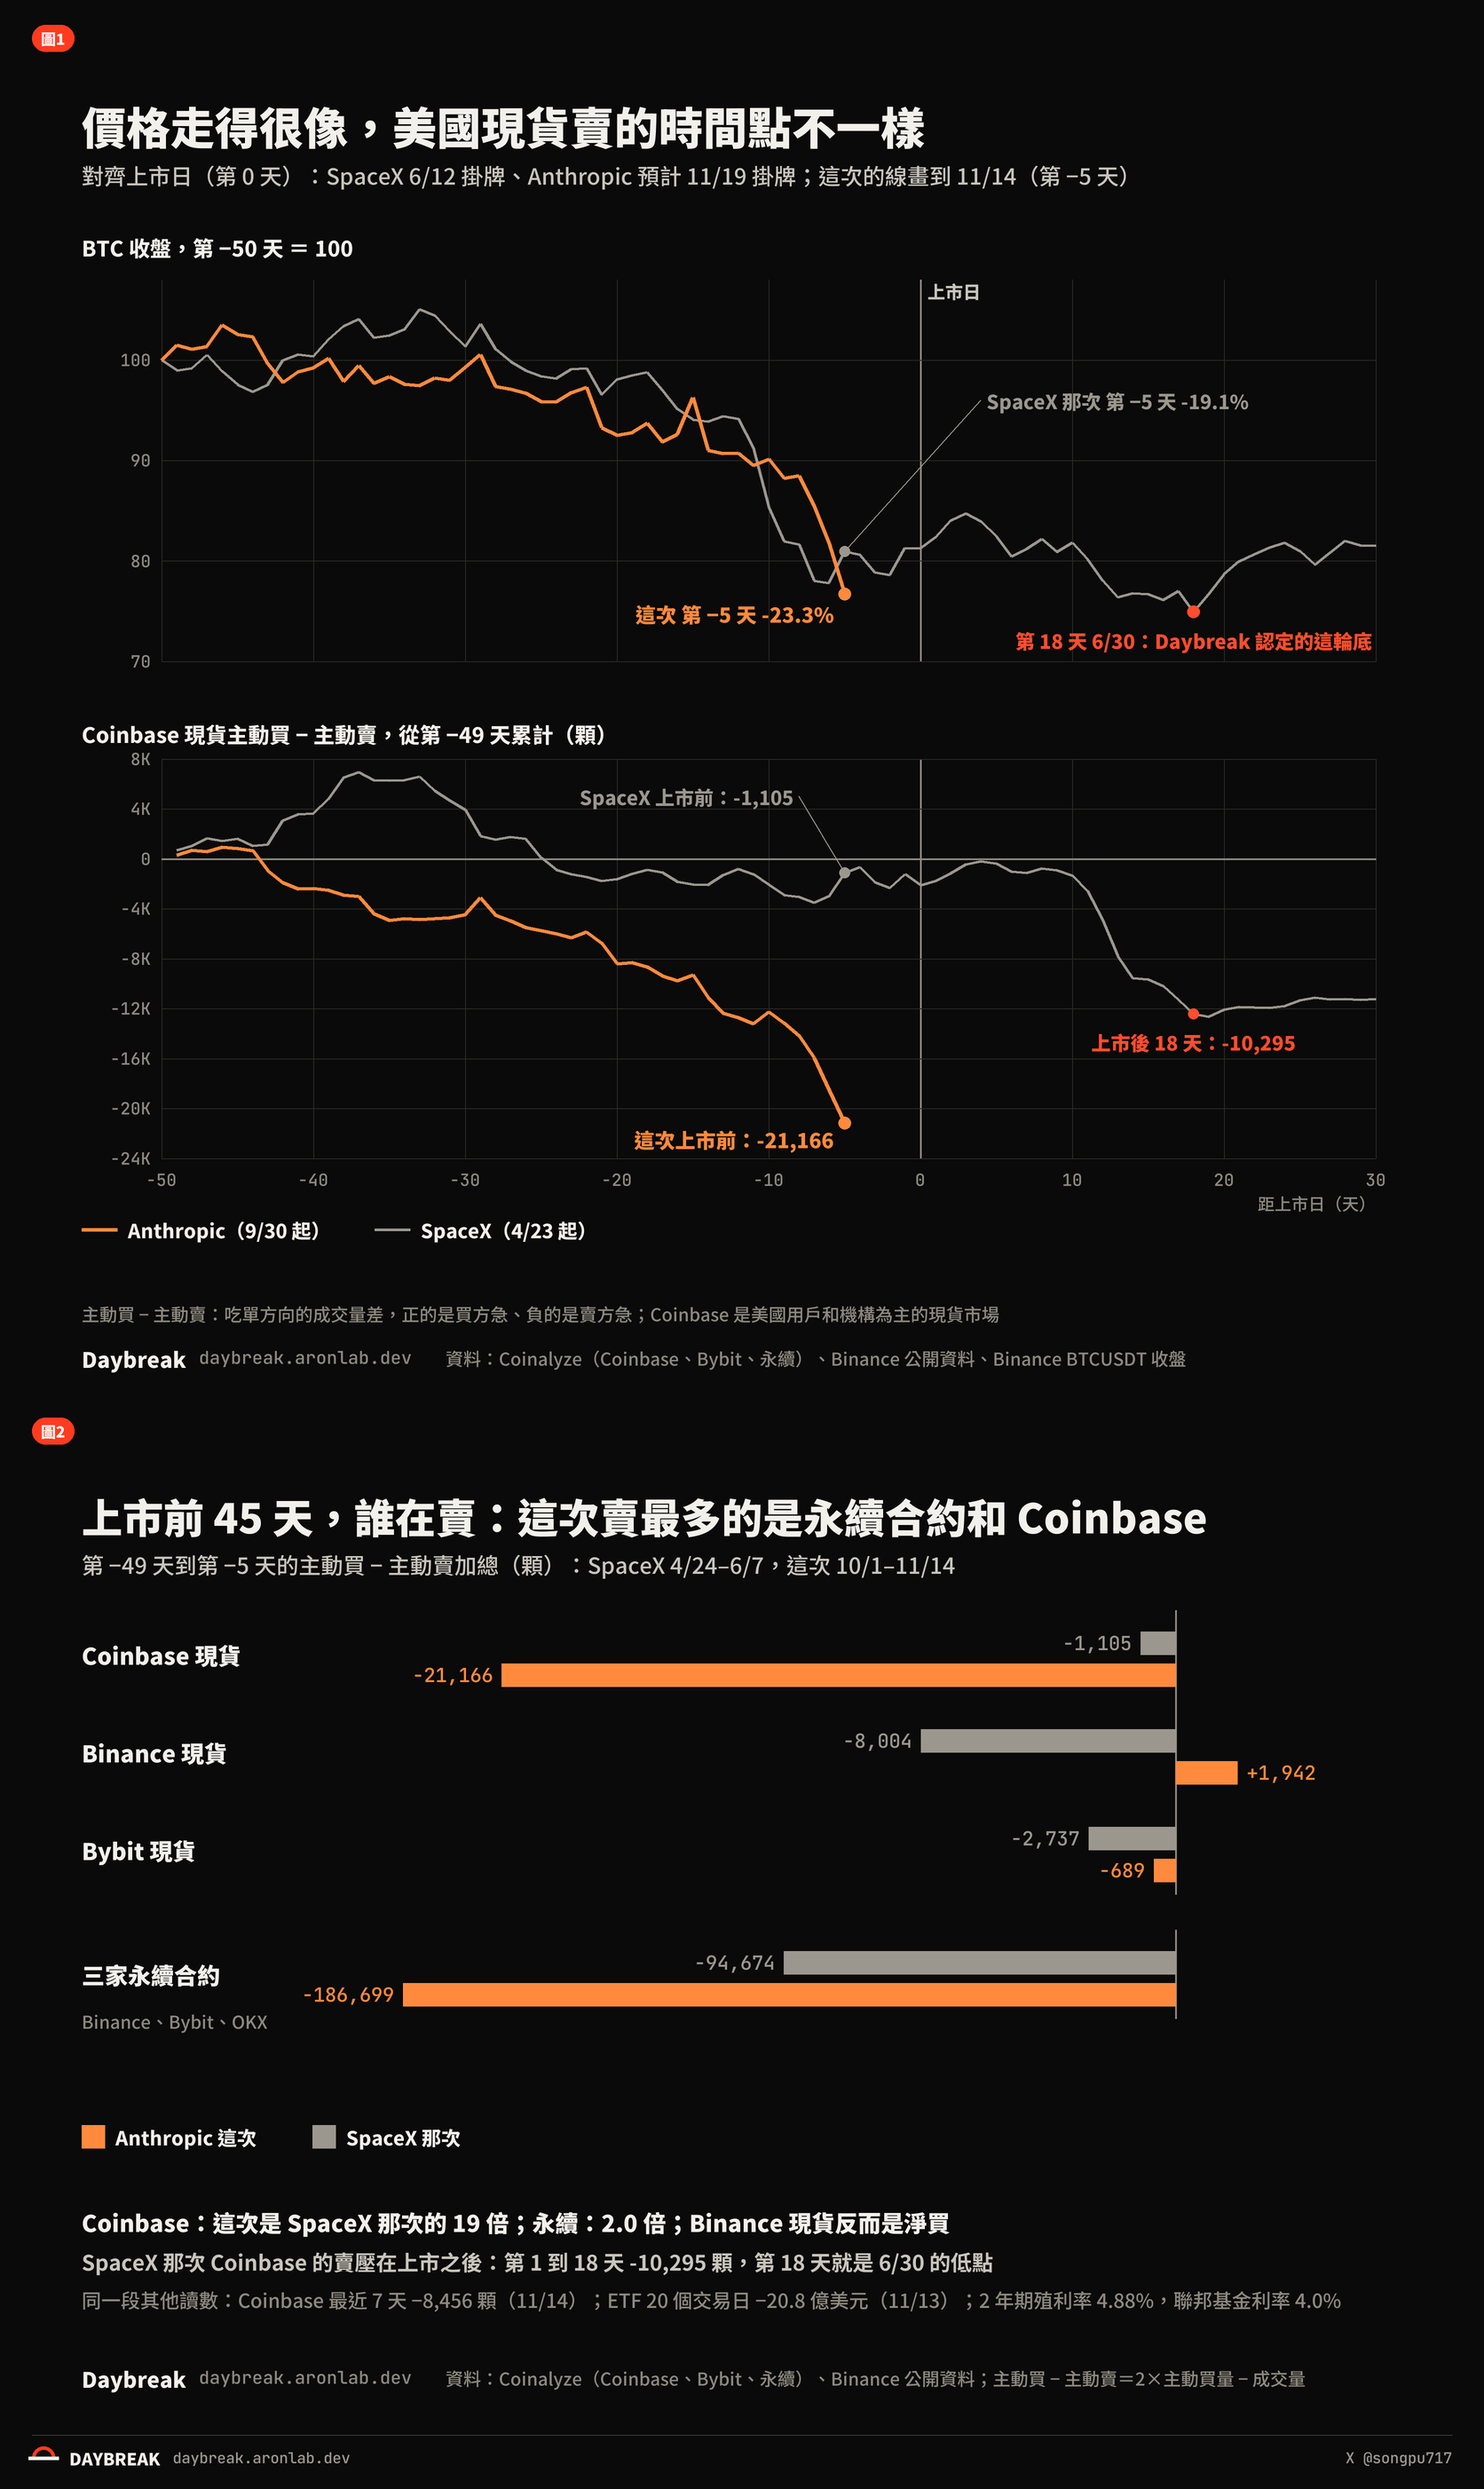 圖1
價格走得很像，美國現貨賣的時間點不一樣
對齊上市日（第 0 天）：SpaceX 6/12 掛牌、Anthropic 預計 11/19 掛牌；這次的線畫到 11/14（第 −5 天）
BTC 收盤，第 −50 天 ＝ 100
上市日
100
SpaceX 那次 第 −5 天 -19.1%
90
80
這次 第 −5 天 -23.3%
第 18 天 6/30：Daybreak 認定的這輪底
70
Coinbase 現貨主動買 − 主動賣，從第 −49 天累計（顆）
8K
SpaceX 上市前：-1,105
4K
0
-4K
-8K
-12K
上市後 18 天：-10,295
-16K
-20K
這次上市前：-21,166
-24K
-50 -40 -30 -20 -10 0 10 20 30
距上市日（天）
Anthropic（9/30 起） SpaceX（4/23 起）
主動買 − 主動賣：吃單方向的成交量差，正的是買方急、負的是賣方急；Coinbase 是美國用戶和機構為主的現貨市場
Daybreak daybreak.aronlab.dev 資料：Coinalyze（Coinbase、Bybit、永續）、Binance 公開資料、Binance BTCUSDT 收盤
圖2
上市前 45 天，誰在賣：這次賣最多的是永續合約和 Coinbase
第 −49 天到第 −5 天的主動買 − 主動賣加總（顆）：SpaceX 4/24–6/7，這次 10/1–11/14
Coinbase 現貨
-1,105
-21,166
Binance 現貨
-8,004
+1,942
Bybit 現貨
-2,737
-689
三家永續合約
-94,674
-186,699
Binance、Bybit、OKX
Anthropic 這次 SpaceX 那次
Coinbase：這次是 SpaceX 那次的 19 倍；永續：2.0 倍；Binance 現貨反而是淨買
SpaceX 那次 Coinbase 的賣壓在上市之後：第 1 到 18 天 -10,295 顆，第 18 天就是 6/30 的低點
同一段其他讀數：Coinbase 最近 7 天 −8,456 顆（11/14）；ETF 20 個交易日 −20.8 億美元（11/13）；2 年期殖利率 4.88%，聯邦基金利率 4.0%
Daybreak daybreak.aronlab.dev 資料：Coinalyze（Coinbase、Bybit、永續）、Binance 公開資料；主動買 − 主動賣＝2×主動買量 − 成交量
DAYBREAK daybreak.aronlab.dev X @songpu717